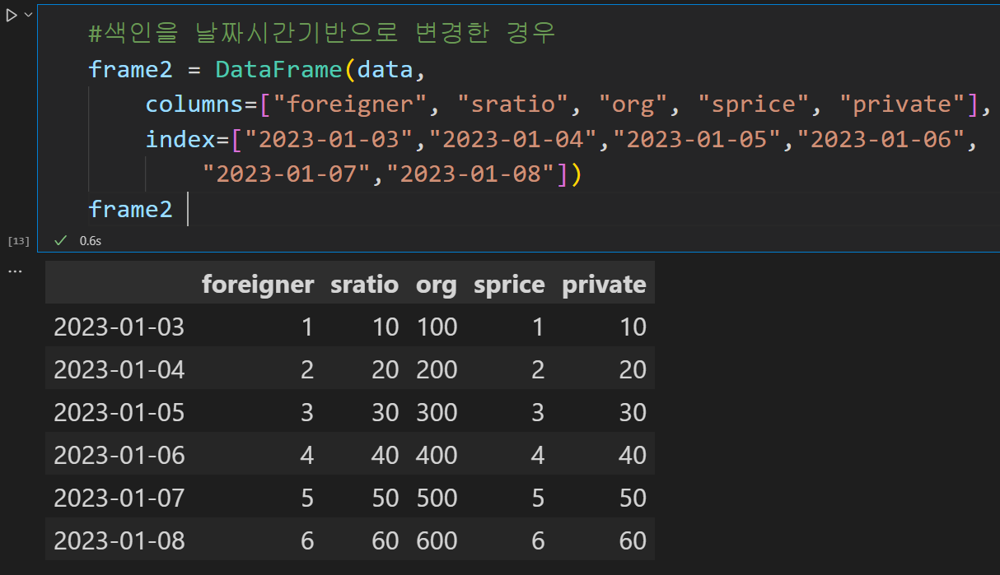 #색인을 날짜시간기반으로 변경한 경우
frame2 = DataFrame(data,
columns=["foreigner", "sratio", "org", "sprice", "private"],
index=["2023-01-03","2023-01-04","2023-01-05","2023-01-06",
"2023-01-07","2023-01-08"])
frame2
[13] 0.6s
...
foreigner sratio org sprice private
2023-01-03 1 10 100 1 10
2023-01-04 2 20 200 2 20
2023-01-05 3 30 300 3 30
2023-01-06 4 40 400 4 40
2023-01-07 5 50 500 5 50
2023-01-08 6 60 600 6 60